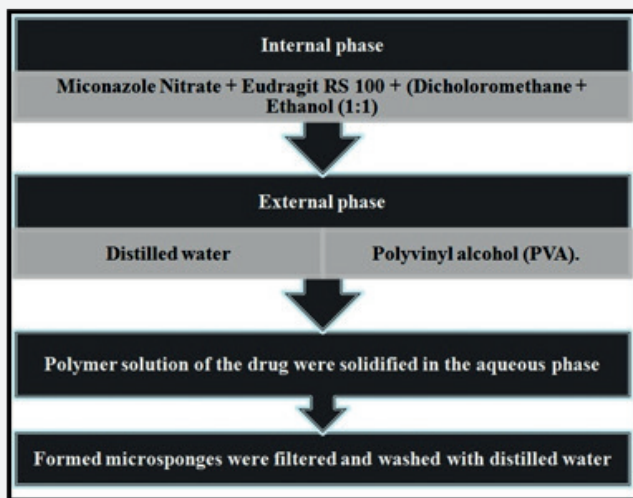 Internal phase
Miconazole Nitrate + Eudragit RS 100 + (Dicholoromethane +
Ethanol (1:1)
External phase
Distilled water
Polyvinyl alcohol (PVA).
Polymer solution of the drug were solidified in the aqueous phase
Formed microsponges were filtered and washed with distilled water